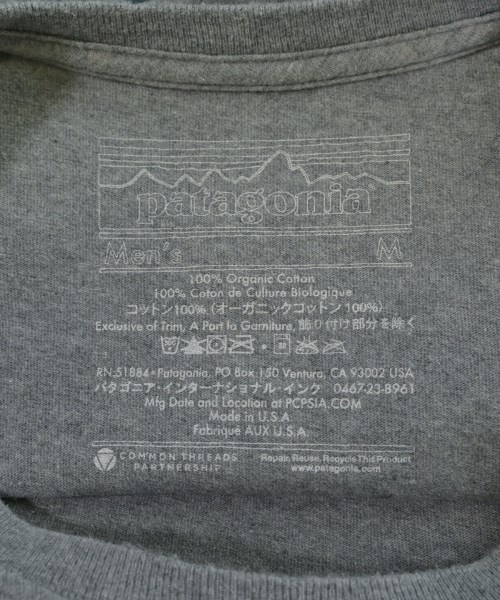 patagonia®
Men's M
100% Organic Cotton
100% Coton de Culture Biologique
コットン100% (オーガニックコットン100%)
Exclusive of Trim, A Part la Garniture, 飾り付け部分を除く
RN:51884 • Patagonia, PO Box 150 Ventura, CA 93002 USA
パタゴニア・インターナショナル・インク 0467-23-8961
Mfg Date and Location at PCPSIA.COM
Made in U.S.A.
Fabriqué AUX U.S.A.
COMMON THREADS Repair, Reuse, Recycle This Product
PARTNERSHIP www.patagonia.com